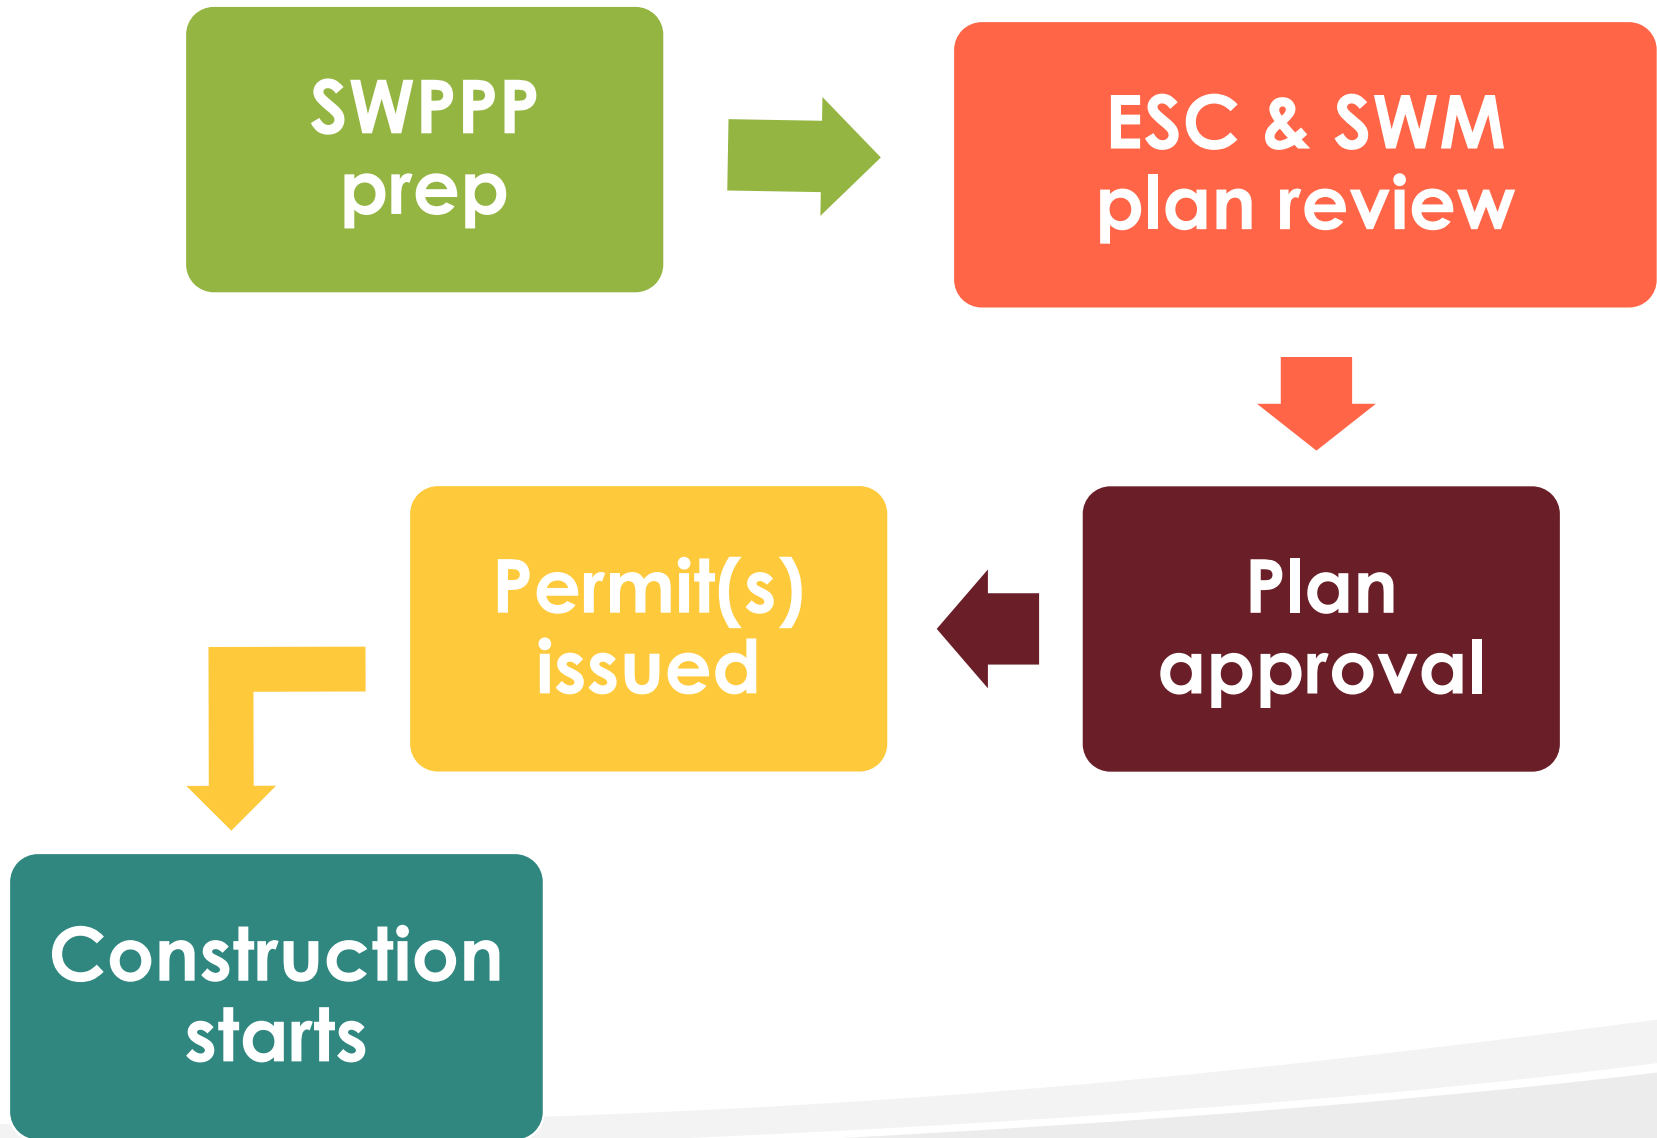 SWPPP
prep
ESC & SWM
plan review
Plan
approval
Permit(s)
issued
Construction
starts